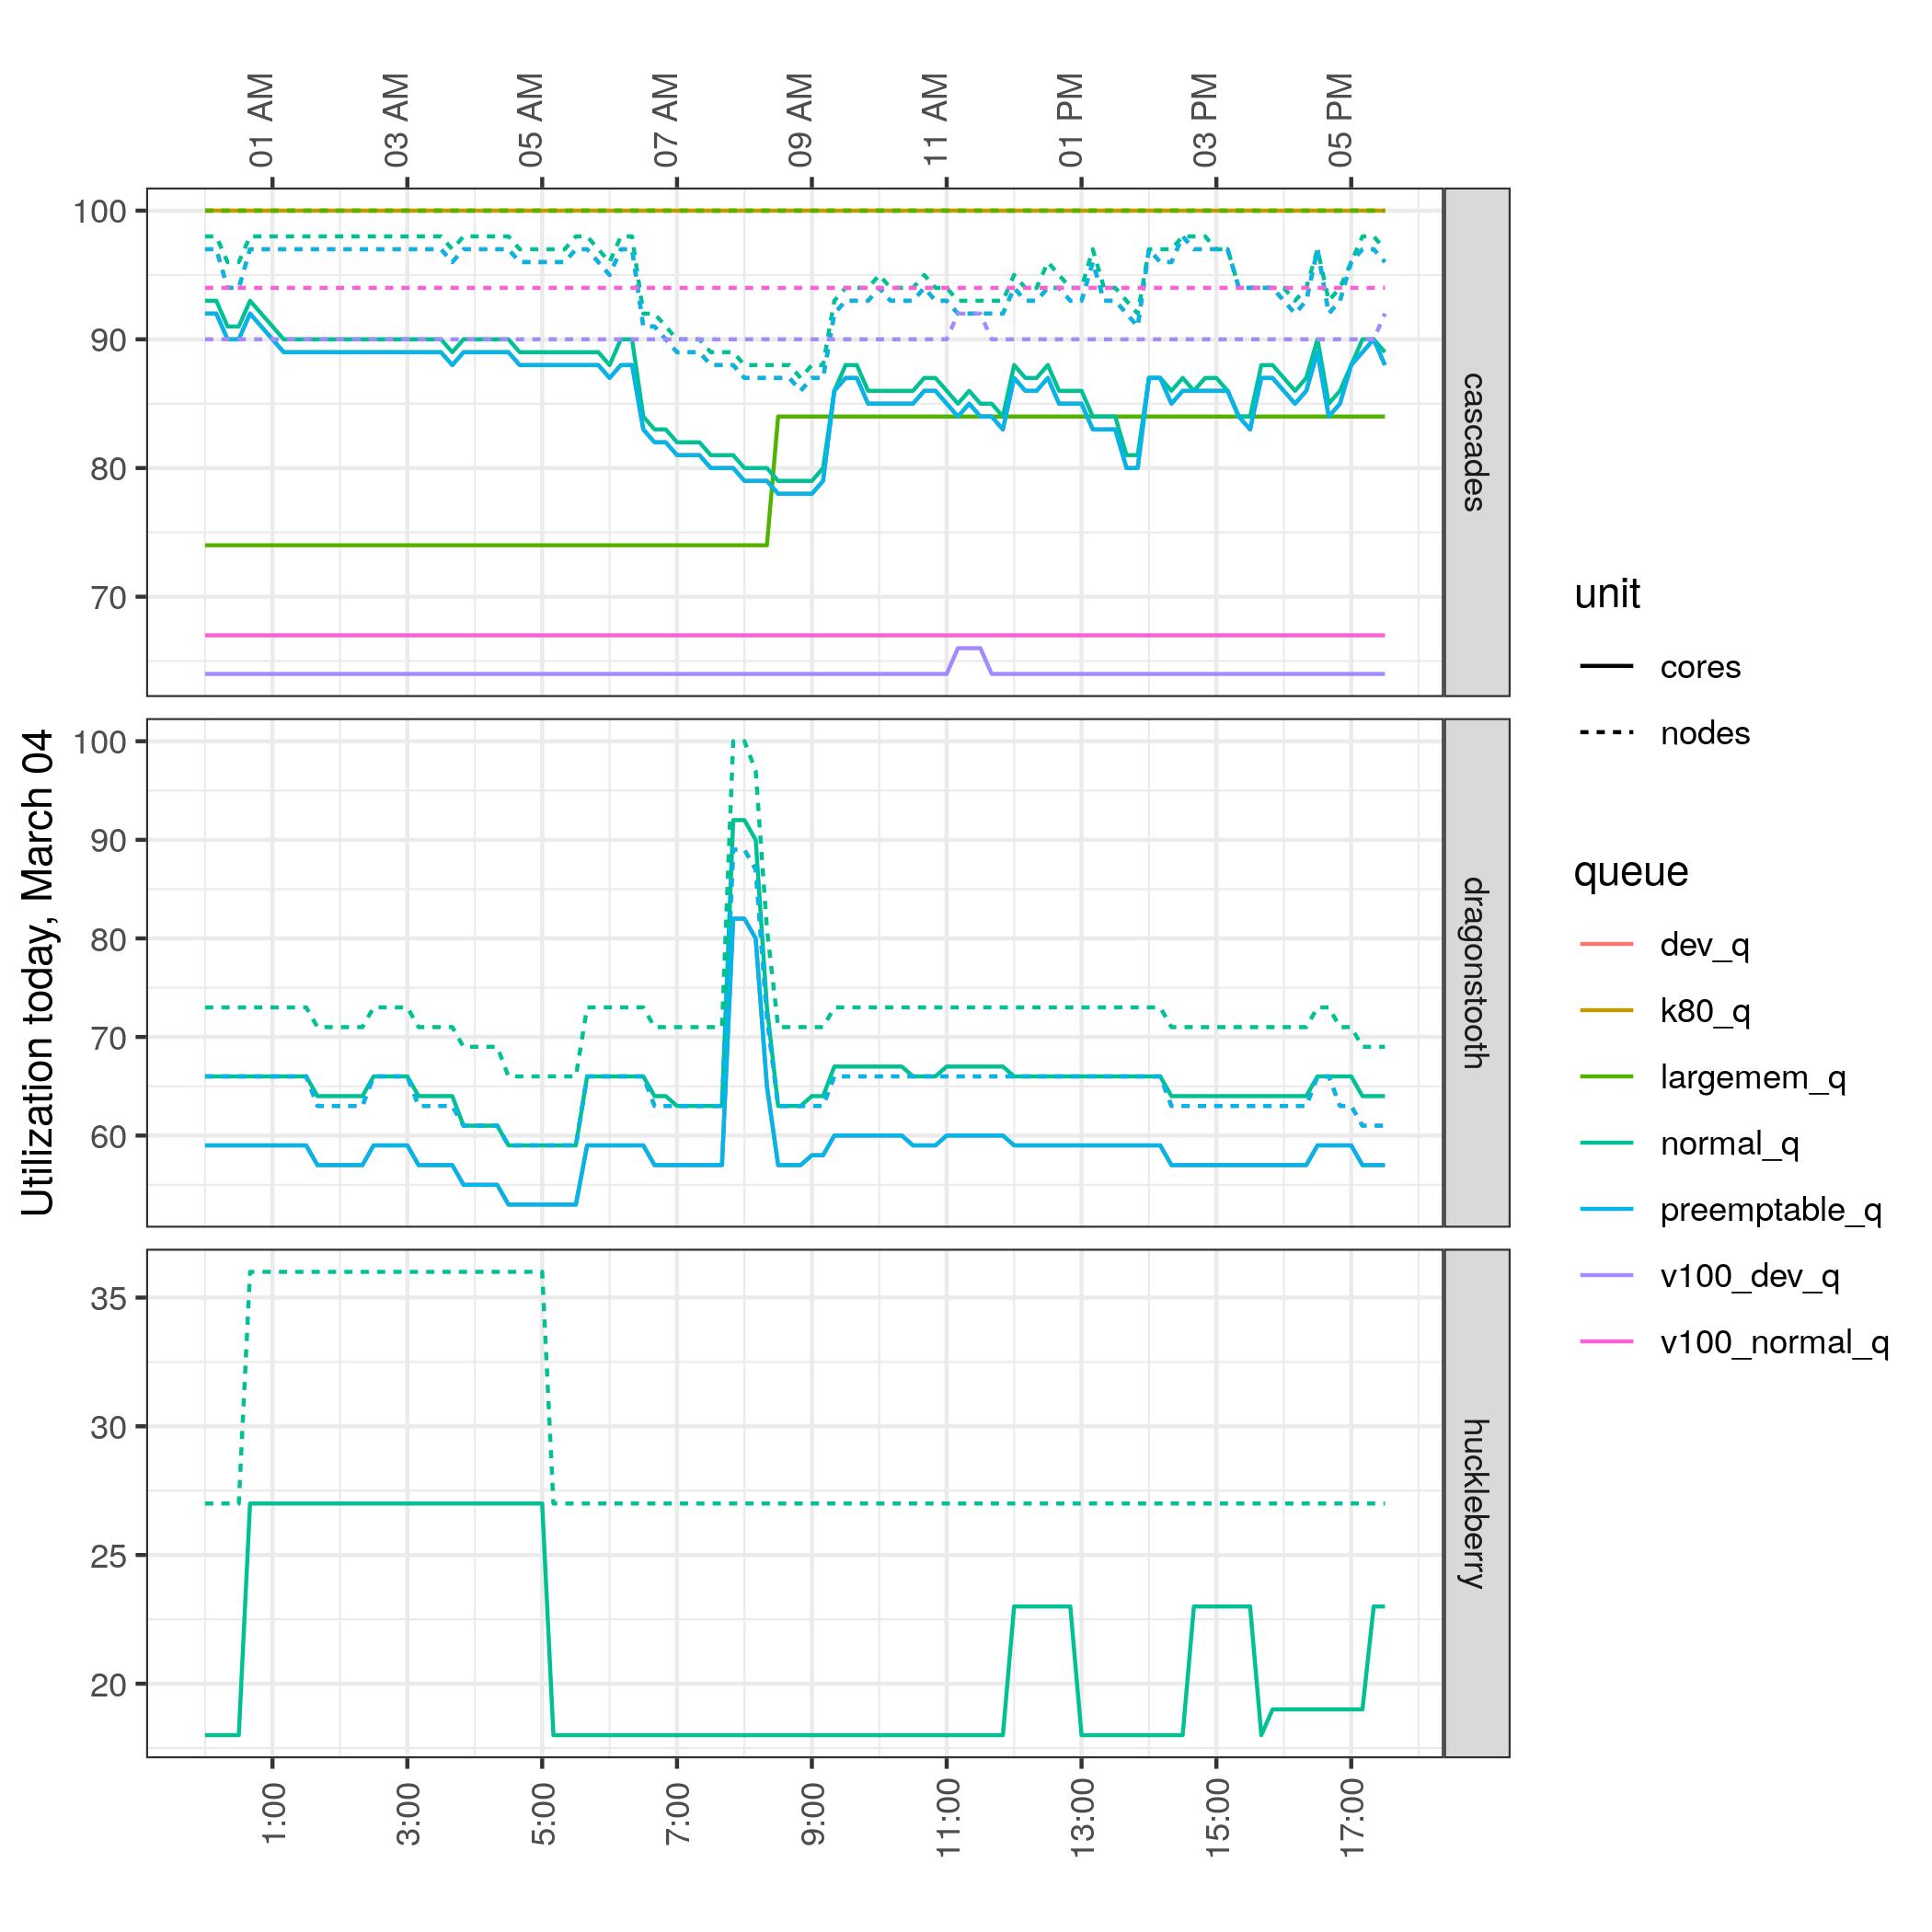 01 AM
03 AM
05 AM
07 AM
09 AM
11 AM
01 PM
03 PM
05 PM
Utilization today, March 04
100
90
80
70
cascades
100
90
80
70
60
dragonstooth
35
30
25
20
huckleberry
1:00
3:00
5:00
7:00
9:00
11:00
13:00
15:00
17:00
unit
cores
nodes
queue
dev_q
k80_q
largemem_q
normal_q
preemptable_q
v100_dev_q
v100_normal_q